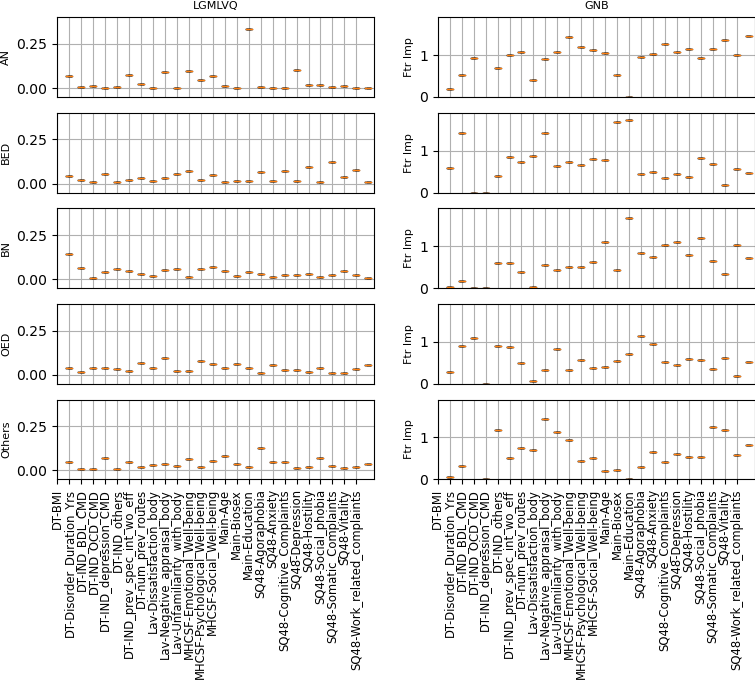 LGMLVQ
GNB
AN
0.25
0.00
Ftr Imp
1
0
BED
0.25
0.00
Ftr Imp
1
0
BN
0.25
0.00
Ftr Imp
1
0
OED
0.25
0.00
Ftr Imp
1
0
Others
0.25
0.00
Ftr Imp
1
0
DT-BMI
DT-Disorder_Duration_Yrs
DT-IND_BDI_CMD
DT-IND_OCD_CMD
DT-IND_depression_CMD
DT-IND_others
DT-IND_prev_spec_int_wo_eff
DT-num_prev_routes
Lav-Dissatisfaction_body
Lav-Negative_appraisal_body
Lav-Unfamiliarity_with_body
MHCSF-Emotional_Well-being
MHCSF-Psychological_Well-being
MHCSF-Social_Well-being
Main-Age
Main-Biosex
Main-Education
SQ48-Agoraphobia
SQ48-Anxiety
SQ48-Cognitive_Complaints
SQ48-Depression
SQ48-Hostility
SQ48-Social_phobia
SQ48-Somatic_Complaints
SQ48-Vitality
SQ48-Work_related_complaints
DT-BMI
DT-Disorder_Duration_Yrs
DT-IND_BDI_CMD
DT-IND_OCD_CMD
DT-IND_depression_CMD
DT-IND_others
DT-IND_prev_spec_int_wo_eff
DT-num_prev_routes
Lav-Dissatisfaction_body
Lav-Negative_appraisal_body
Lav-Unfamiliarity_with_body
MHCSF-Emotional_Well-being
MHCSF-Psychological_Well-being
MHCSF-Social_Well-being
Main-Age
Main-Biosex
Main-Education
SQ48-Agoraphobia
SQ48-Anxiety
SQ48-Cognitive_Complaints
SQ48-Depression
SQ48-Hostility
SQ48-Social_phobia
SQ48-Somatic_Complaints
SQ48-Vitality
SQ48-Work_related_complaints